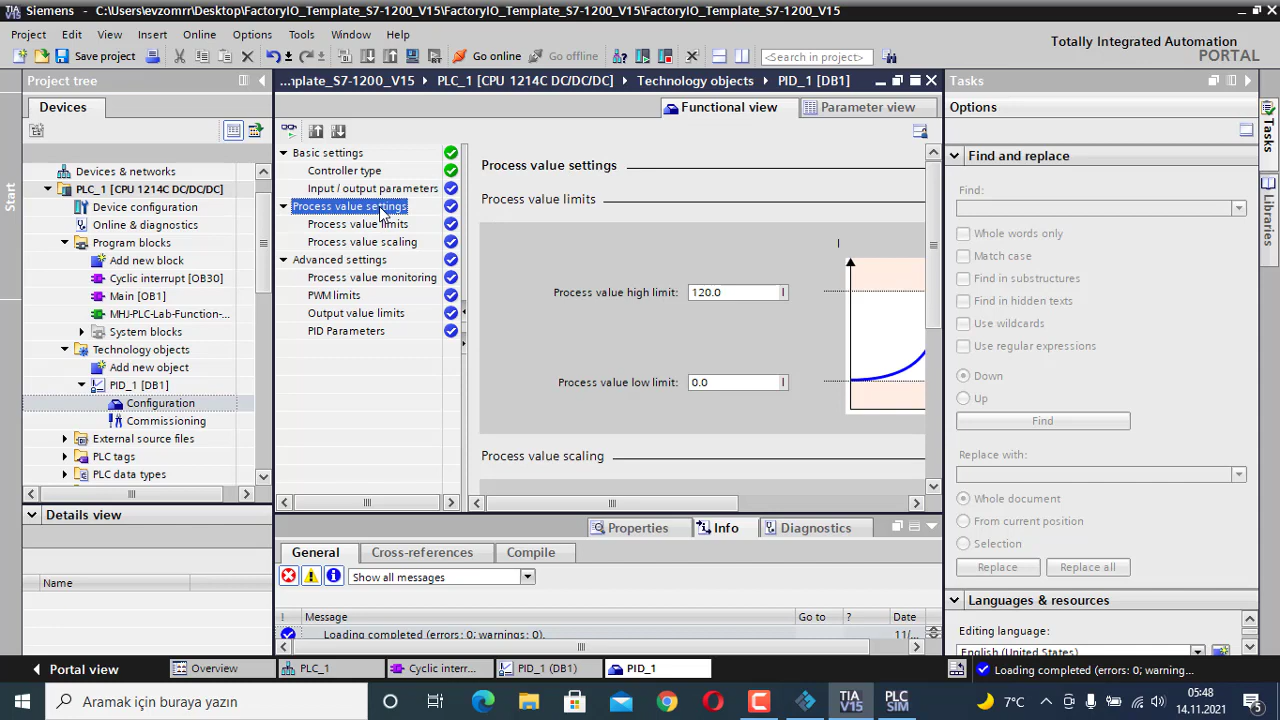 Siemens - C:\Users\evzomrr\Desktop\FactoryIO_Template_S7-1200_V15\FactoryIO_Template_S7-1200_V15\FactoryIO_Template_S7-1200_V15
Project Edit View Insert Online Options Tools Window Help
Totally Integrated Automation
PORTAL
Save project Go online Go offline <Search in project>
Project tree
...mplate_S7-1200_V15 PLC_1 [CPU 1214C DC/DC/DC] Technology objects PID_1 [DB1]
Tasks
Devices
Functional view Parameter view
Options
Start
Devices & networks
PLC_1 [CPU 1214C DC/DC/DC]
Device configuration
Online & diagnostics
Program blocks
Add new block
Cyclic interrupt [OB30]
Main [OB1]
MHJ-PLC-Lab-Function-...
System blocks
Technology objects
Add new object
PID_1 [DB1]
Configuration
Commissioning
External source files
PLC tags
PLC data types
Details view
Name
Basic settings
Controller type
Input / output parameters
Process value settings
Process value limits
Process value scaling
Advanced settings
Process value monitoring
PWM limits
Output value limits
PID Parameters
Process value settings
Process value limits
Process value high limit: 120.0
Process value low limit: 0.0
Process value scaling
Properties Info Diagnostics
General Cross-references Compile
Show all messages
! Message Go to ? Date
Loading completed (errors: 0; warnings: 0). 11/...
Find and replace
Find:
Whole words only
Match case
Find in substructures
Find in hidden texts
Use wildcards
Use regular expressions
Down
Up
Find
Replace with:
Whole document
From current position
Selection
Replace Replace all
Languages & resources
Editing language:
English (United States)
Tasks
Libraries
Portal view Overview PLC_1 Cyclic interr... PID_1 (DB1) PID_1
Loading completed (errors: 0; warning...
Aramak için buraya yazın
TIA
V15
PLC
SIM
7°C
05:48
14.11.2021
5